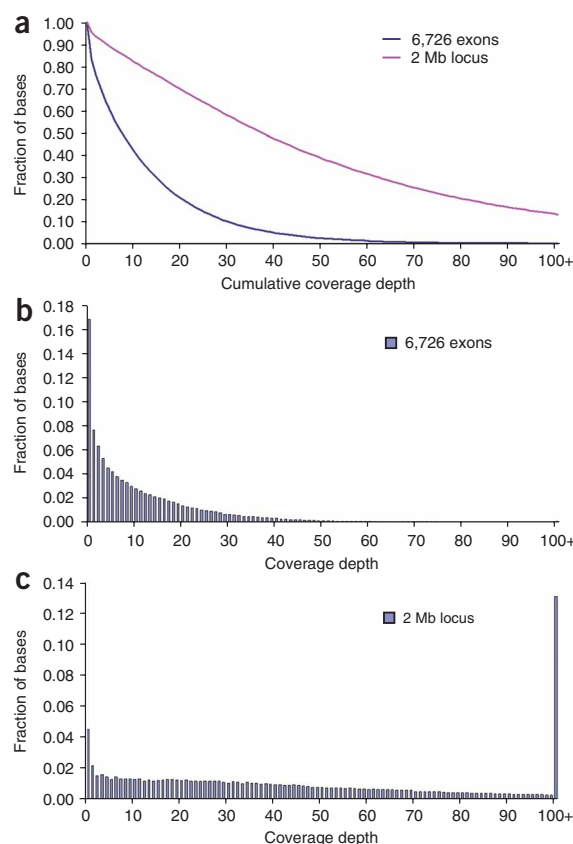 a
1.00
0.90
0.80
0.70
0.60
0.50
0.40
0.30
0.20
0.10
0.00
Fraction of bases
6,726 exons
2 Mb locus
0 10 20 30 40 50 60 70 80 90 100+
Cumulative coverage depth
b
0.18
0.16
0.14
0.12
0.10
0.08
0.06
0.04
0.02
0.00
Fraction of bases
6,726 exons
0 10 20 30 40 50 60 70 80 90 100+
Coverage depth
c
0.14
0.12
0.10
0.08
0.06
0.04
0.02
0.00
Fraction of bases
2 Mb locus
0 10 20 30 40 50 60 70 80 90 100+
Coverage depth